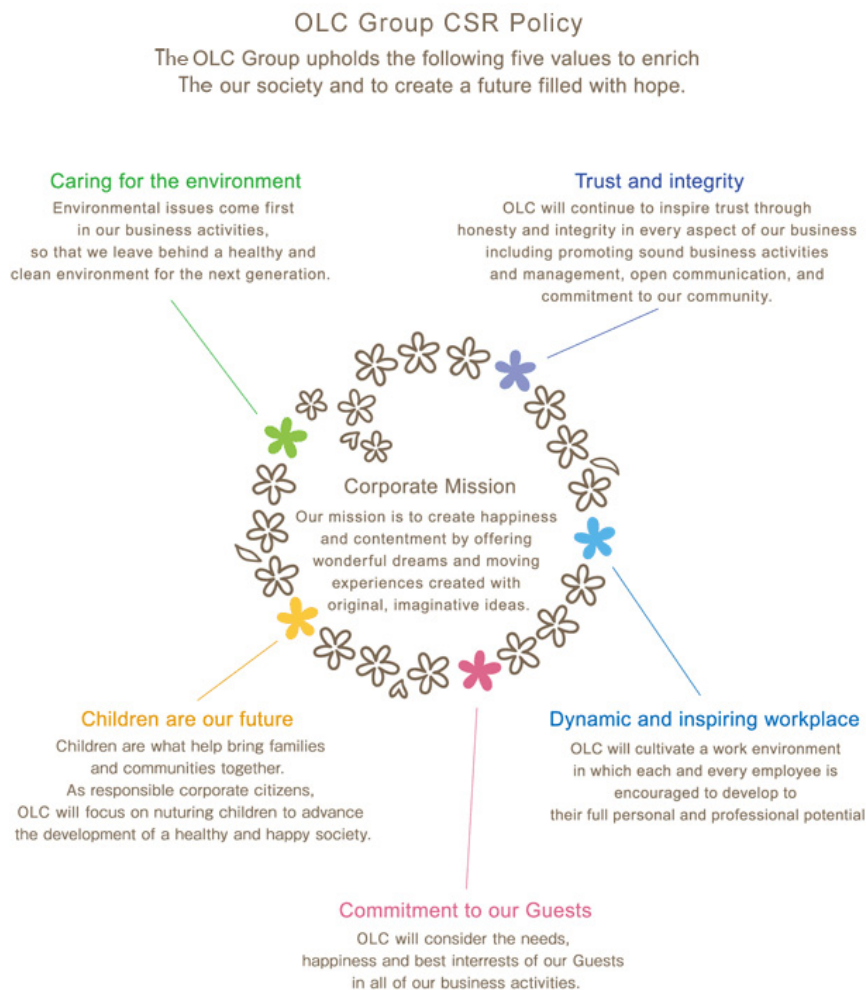 OLC Group CSR Policy
The OLC Group upholds the following five values to enrich
The our society and to create a future filled with hope.
Caring for the environment
Environmental issues come first
in our business activities,
so that we leave behind a healthy and
clean environment for the next generation.
Trust and integrity
OLC will continue to inspire trust through
honesty and integrity in every aspect of our business
including promoting sound business activities
and management, open communication, and
commitment to our community.
Corporate Mission
Our mission is to create happiness
and contentment by offering
wonderful dreams and moving
experiences created with
original, imaginative ideas.
Children are our future
Children are what help bring families
and communities together.
As responsible corporate citizens,
OLC will focus on nuturing children to advance
the development of a healthy and happy society.
Dynamic and inspiring workplace
OLC will cultivate a work environment
in which each and every employee is
encouraged to develop to
their full personal and professional potential
Commitment to our Guests
OLC will consider the needs,
happiness and best interrests of our Guests
in all of our business activities.